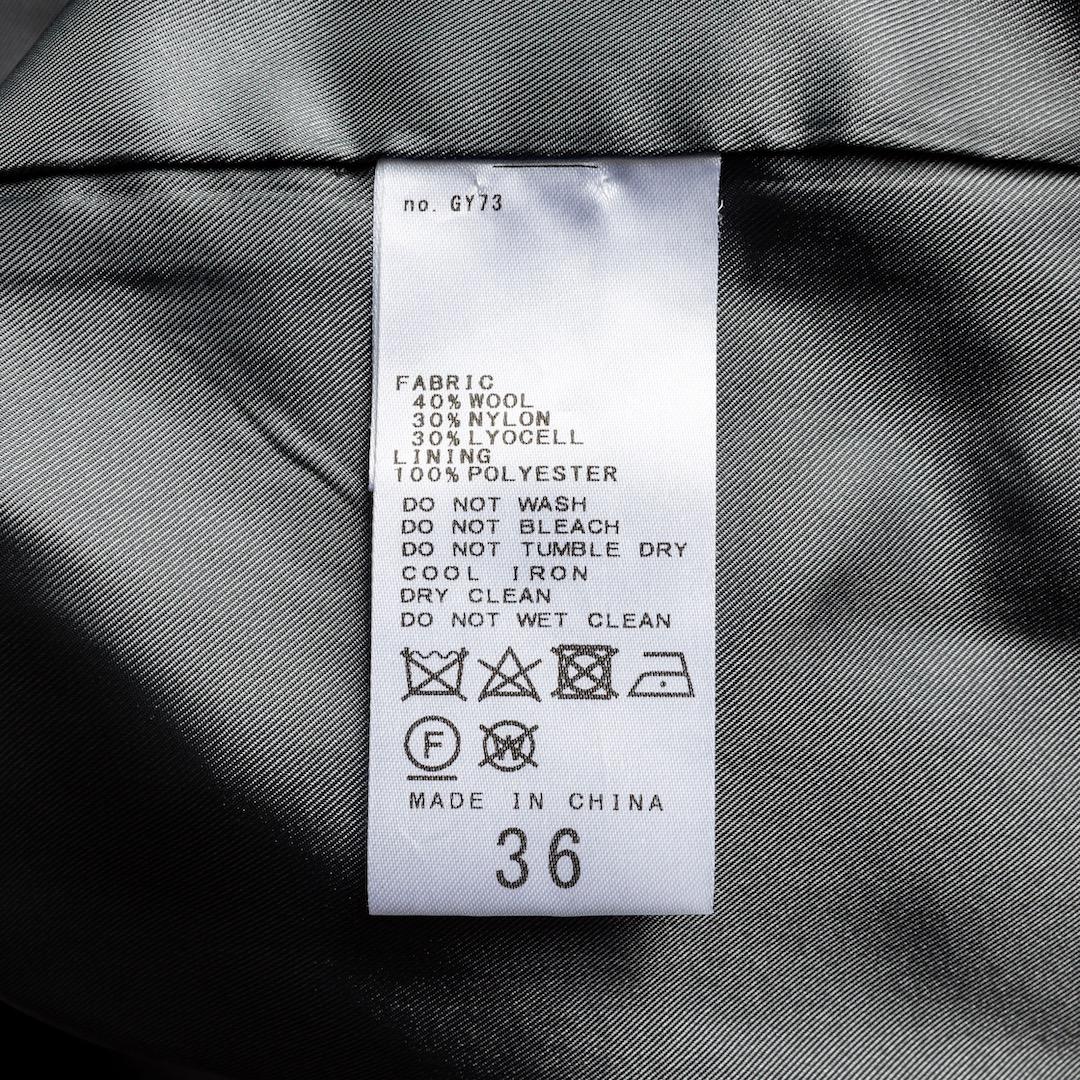 no. GY73
FABRIC
40% WOOL
30% NYLON
30% LYOCELL
LINING
100% POLYESTER
DO NOT WASH
DO NOT BLEACH
DO NOT TUMBLE DRY
COOL IRON
DRY CLEAN
DO NOT WET CLEAN
F W
MADE IN CHINA
36